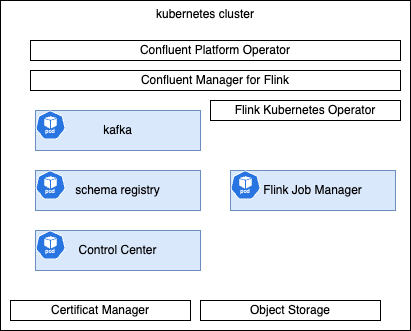 kubernetes cluster
Confluent Platform Operator
Confluent Manager for Flink
Flink Kubernetes Operator
pod
kafka
pod
schema registry
pod
Flink Job Manager
pod
Control Center
Certificat Manager
Object Storage